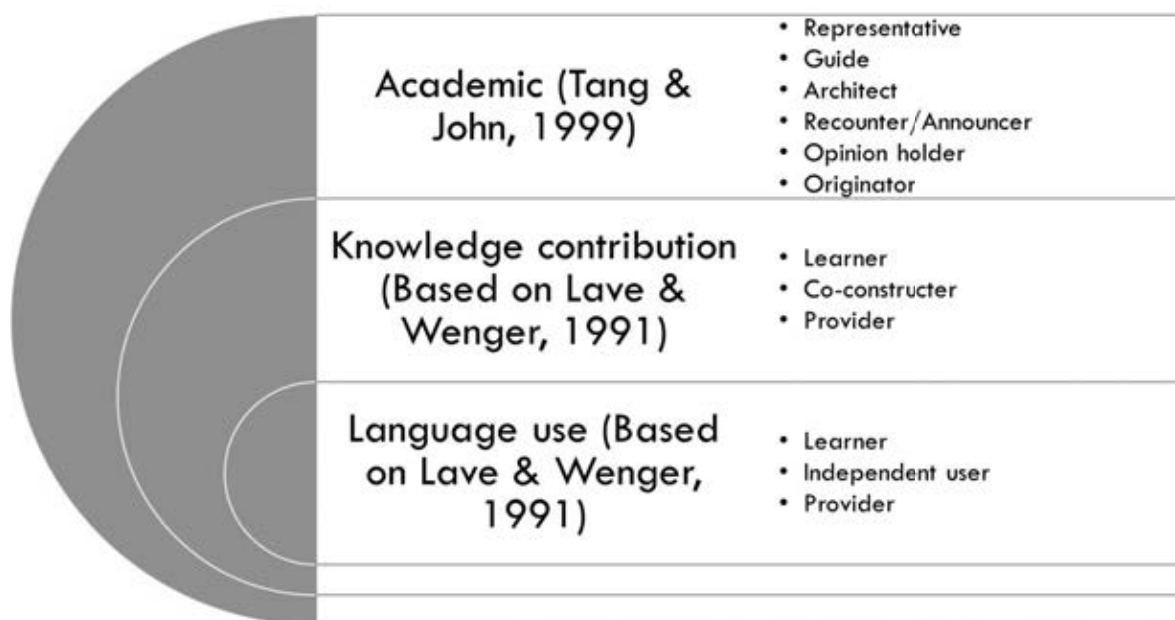 Academic (Tang &
John, 1999)
• Representative
• Guide
• Architect
• Recounter/Announcer
• Opinion holder
• Originator
Knowledge contribution
(Based on Lave &
Wenger, 1991)
• Learner
• Co-constructer
• Provider
Language use (Based
on Lave & Wenger,
1991)
• Learner
• Independent user
• Provider